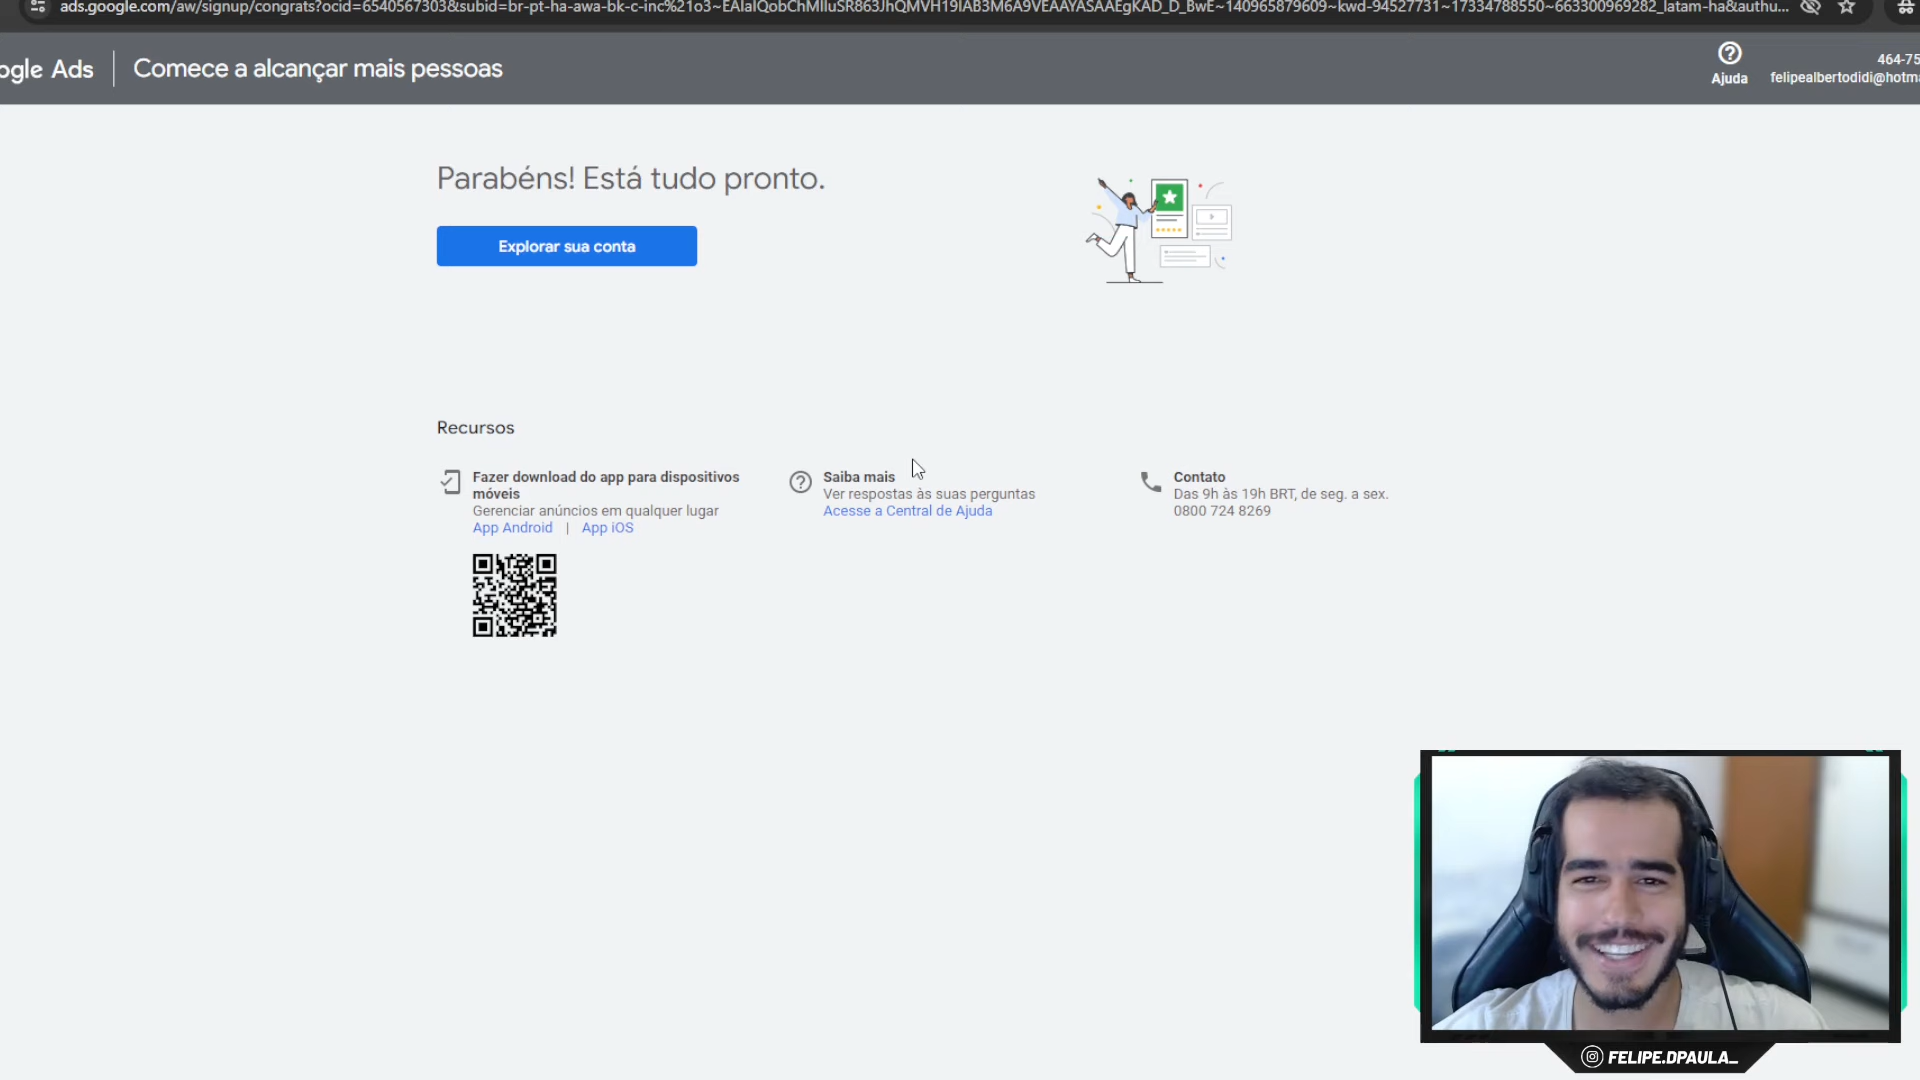 ads.google.com/aw/signup/congrats?ocid=6540567303&subid=br-pt-ha-awa-bk-c-inc%21o3~EAIaIQobChMIluSR863JhQMVH19IAB3M6A9VEAAYASAAEgKAD_D_BwE~140965879609~kwd-94527731~17334788550~663300969282_latam-ha&authu...
ogle Ads
Comece a alcançar mais pessoas
Ajuda
464-75
felipealbertodidi@hotma
Parabéns! Está tudo pronto.
Explorar sua conta
Recursos
Fazer download do app para dispositivos
móveis
Gerenciar anúncios em qualquer lugar
App Android | App iOS
Saiba mais
Ver respostas às suas perguntas
Acesse a Central de Ajuda
Contato
Das 9h às 19h BRT, de seg. a sex.
0800 724 8269
FELIPE.DPAULA_